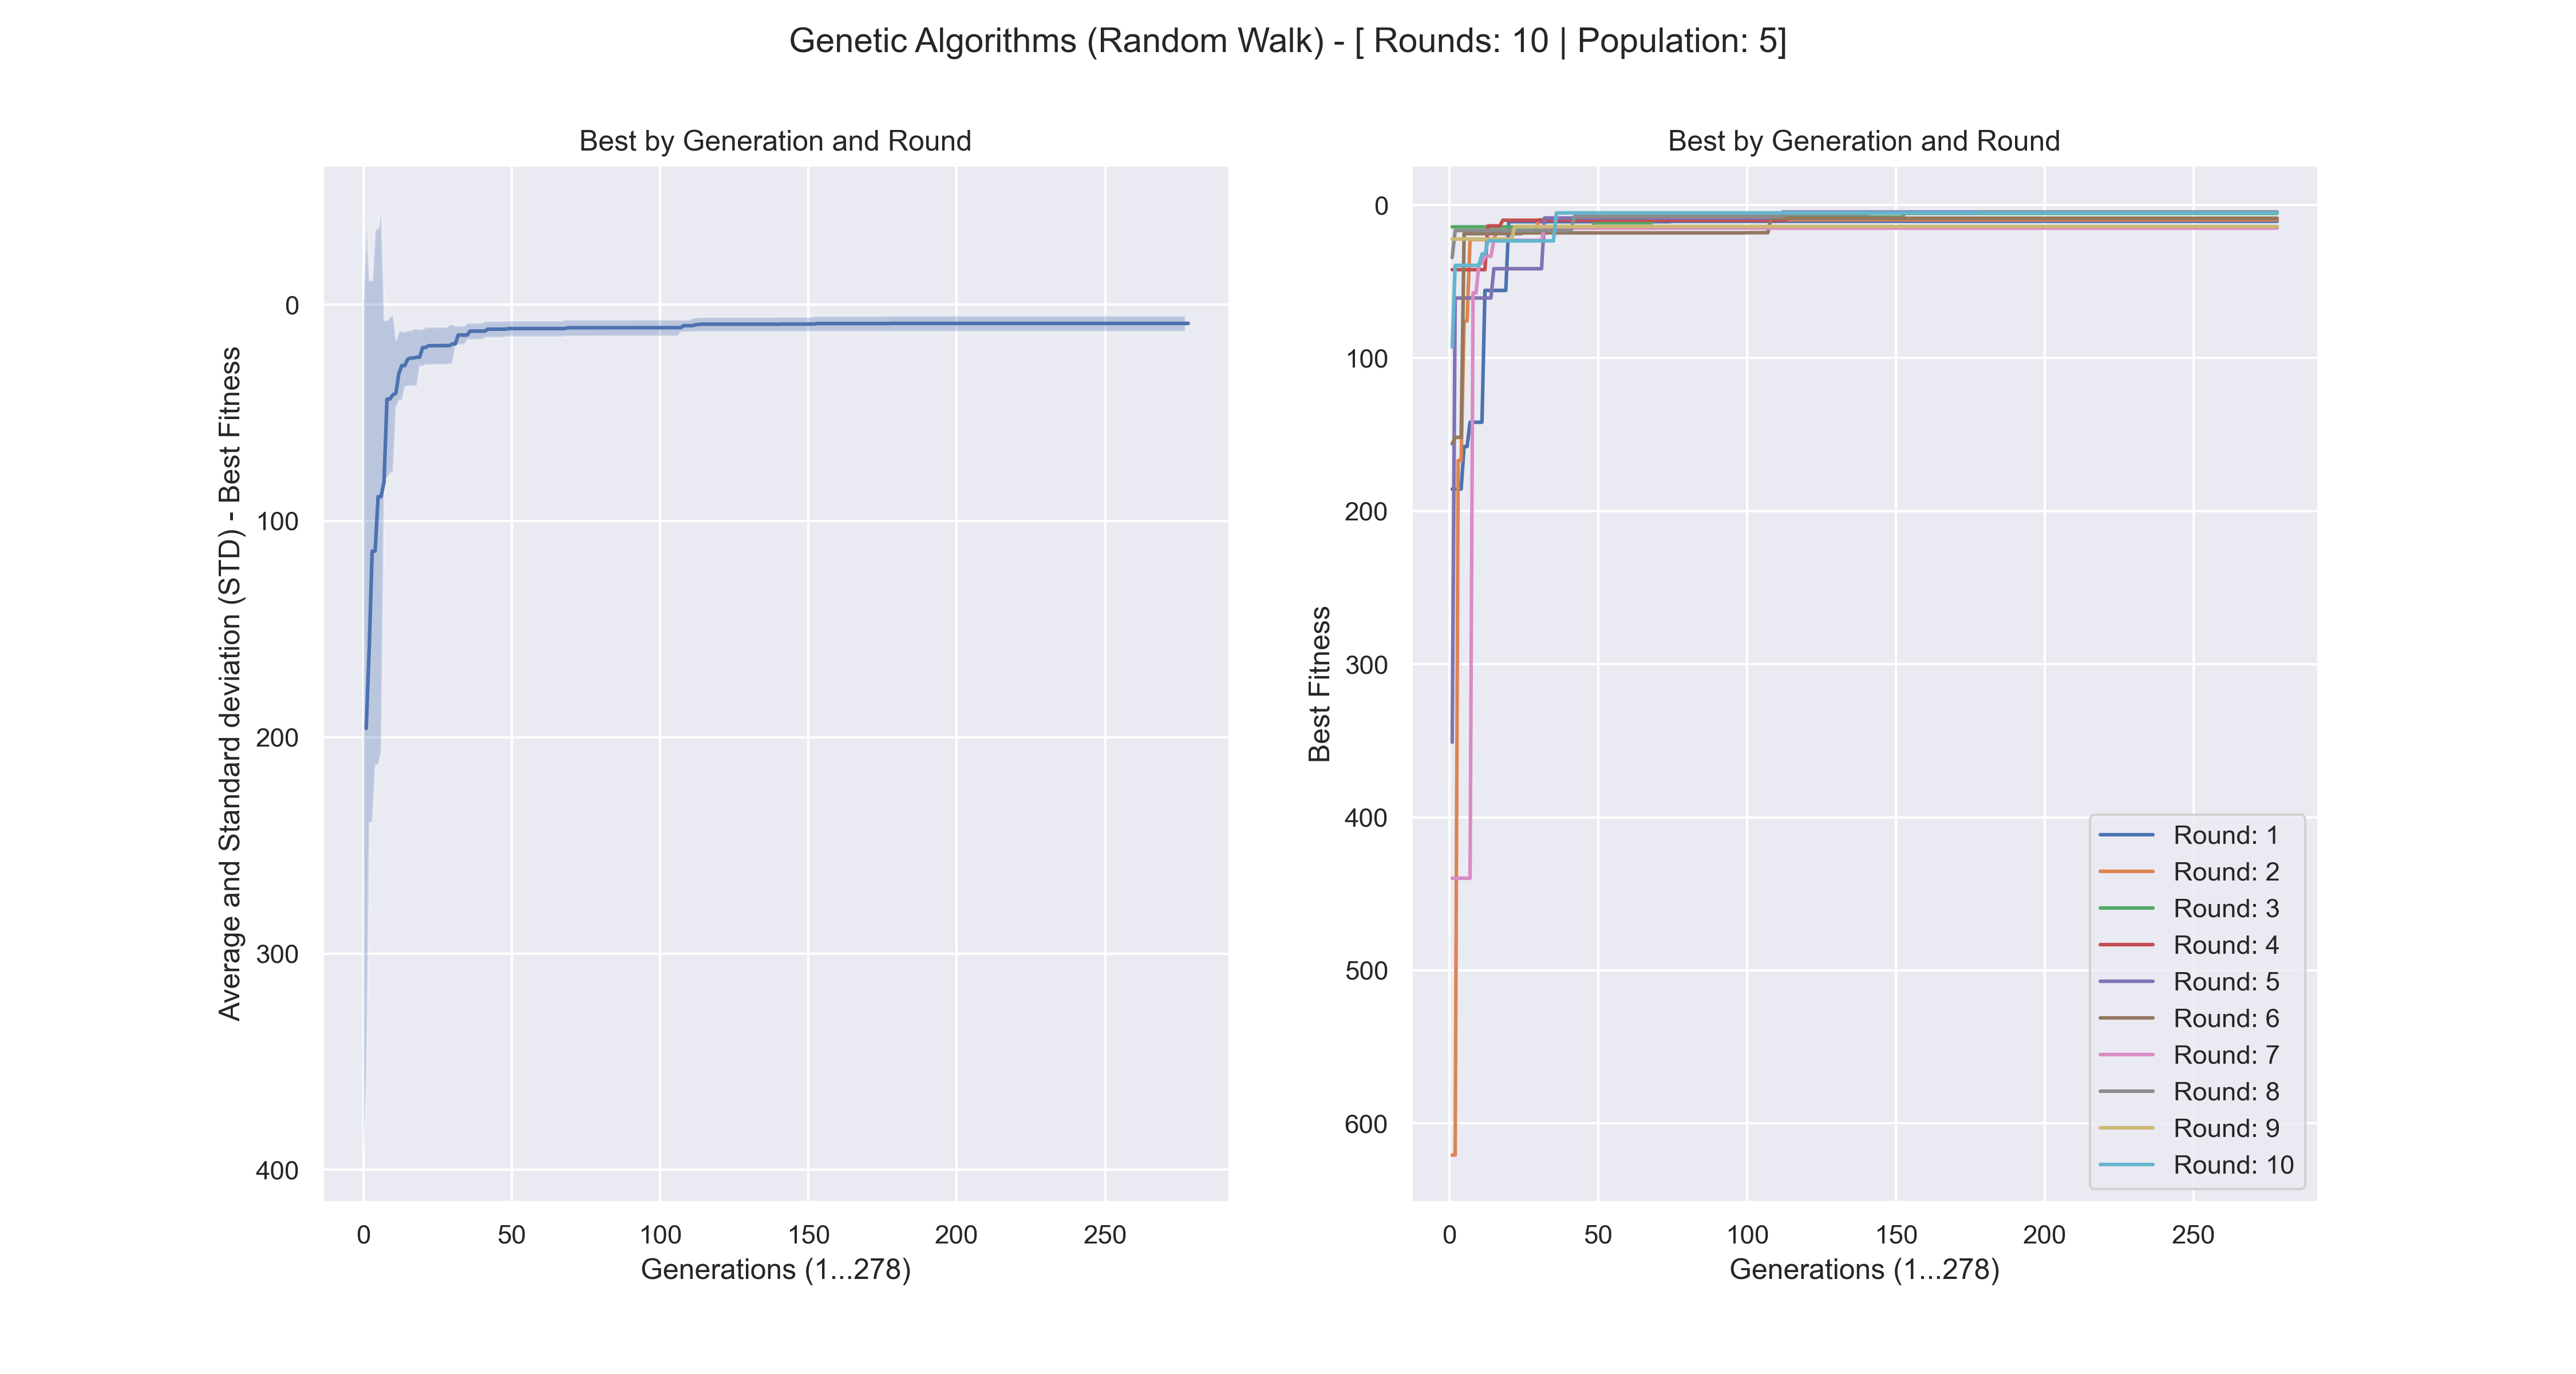 Genetic Algorithms (Random Walk) - [ Rounds: 10 | Population: 5]
Best by Generation and Round
Average and Standard deviation (STD) - Best Fitness
0
100
200
300
400
0
50
100
150
200
250
Generations (1...278)
Best by Generation and Round
Best Fitness
0
100
200
300
400
500
600
0
50
100
150
200
250
Generations (1...278)
Round: 1
Round: 2
Round: 3
Round: 4
Round: 5
Round: 6
Round: 7
Round: 8
Round: 9
Round: 10